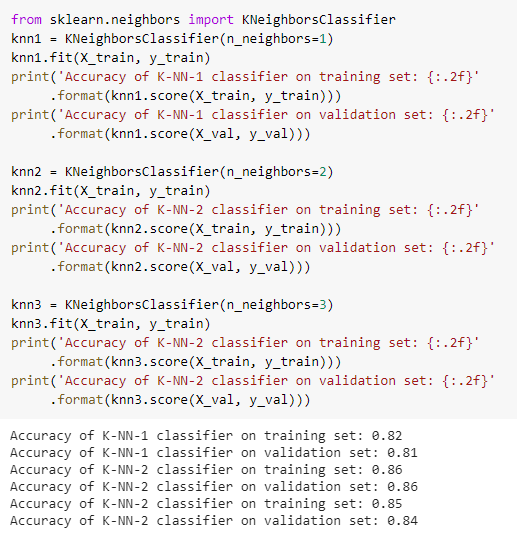 from sklearn.neighbors import KNeighborsClassifier
knn1 = KNeighborsClassifier(n_neighbors=1)
knn1.fit(X_train, y_train)
print('Accuracy of K-NN-1 classifier on training set: {:.2f}'
     .format(knn1.score(X_train, y_train)))
print('Accuracy of K-NN-1 classifier on validation set: {:.2f}'
     .format(knn1.score(X_val, y_val)))

knn2 = KNeighborsClassifier(n_neighbors=2)
knn2.fit(X_train, y_train)
print('Accuracy of K-NN-2 classifier on training set: {:.2f}'
     .format(knn2.score(X_train, y_train)))
print('Accuracy of K-NN-2 classifier on validation set: {:.2f}'
     .format(knn2.score(X_val, y_val)))

knn3 = KNeighborsClassifier(n_neighbors=3)
knn3.fit(X_train, y_train)
print('Accuracy of K-NN-2 classifier on training set: {:.2f}'
     .format(knn3.score(X_train, y_train)))
print('Accuracy of K-NN-2 classifier on validation set: {:.2f}'
     .format(knn3.score(X_val, y_val)))

Accuracy of K-NN-1 classifier on training set: 0.82
Accuracy of K-NN-1 classifier on validation set: 0.81
Accuracy of K-NN-2 classifier on training set: 0.86
Accuracy of K-NN-2 classifier on validation set: 0.86
Accuracy of K-NN-2 classifier on training set: 0.85
Accuracy of K-NN-2 classifier on validation set: 0.84